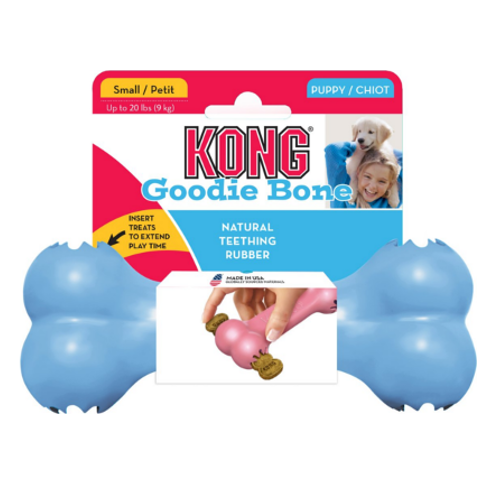 Small / Petit
Up to 20 lbs (9 kg)
PUPPY / CHIOT
KONG®
Goodie Bone
INSERT
TREATS
TO EXTEND
PLAY TIME
NATURAL
TEETHING
RUBBER
MADE IN USA